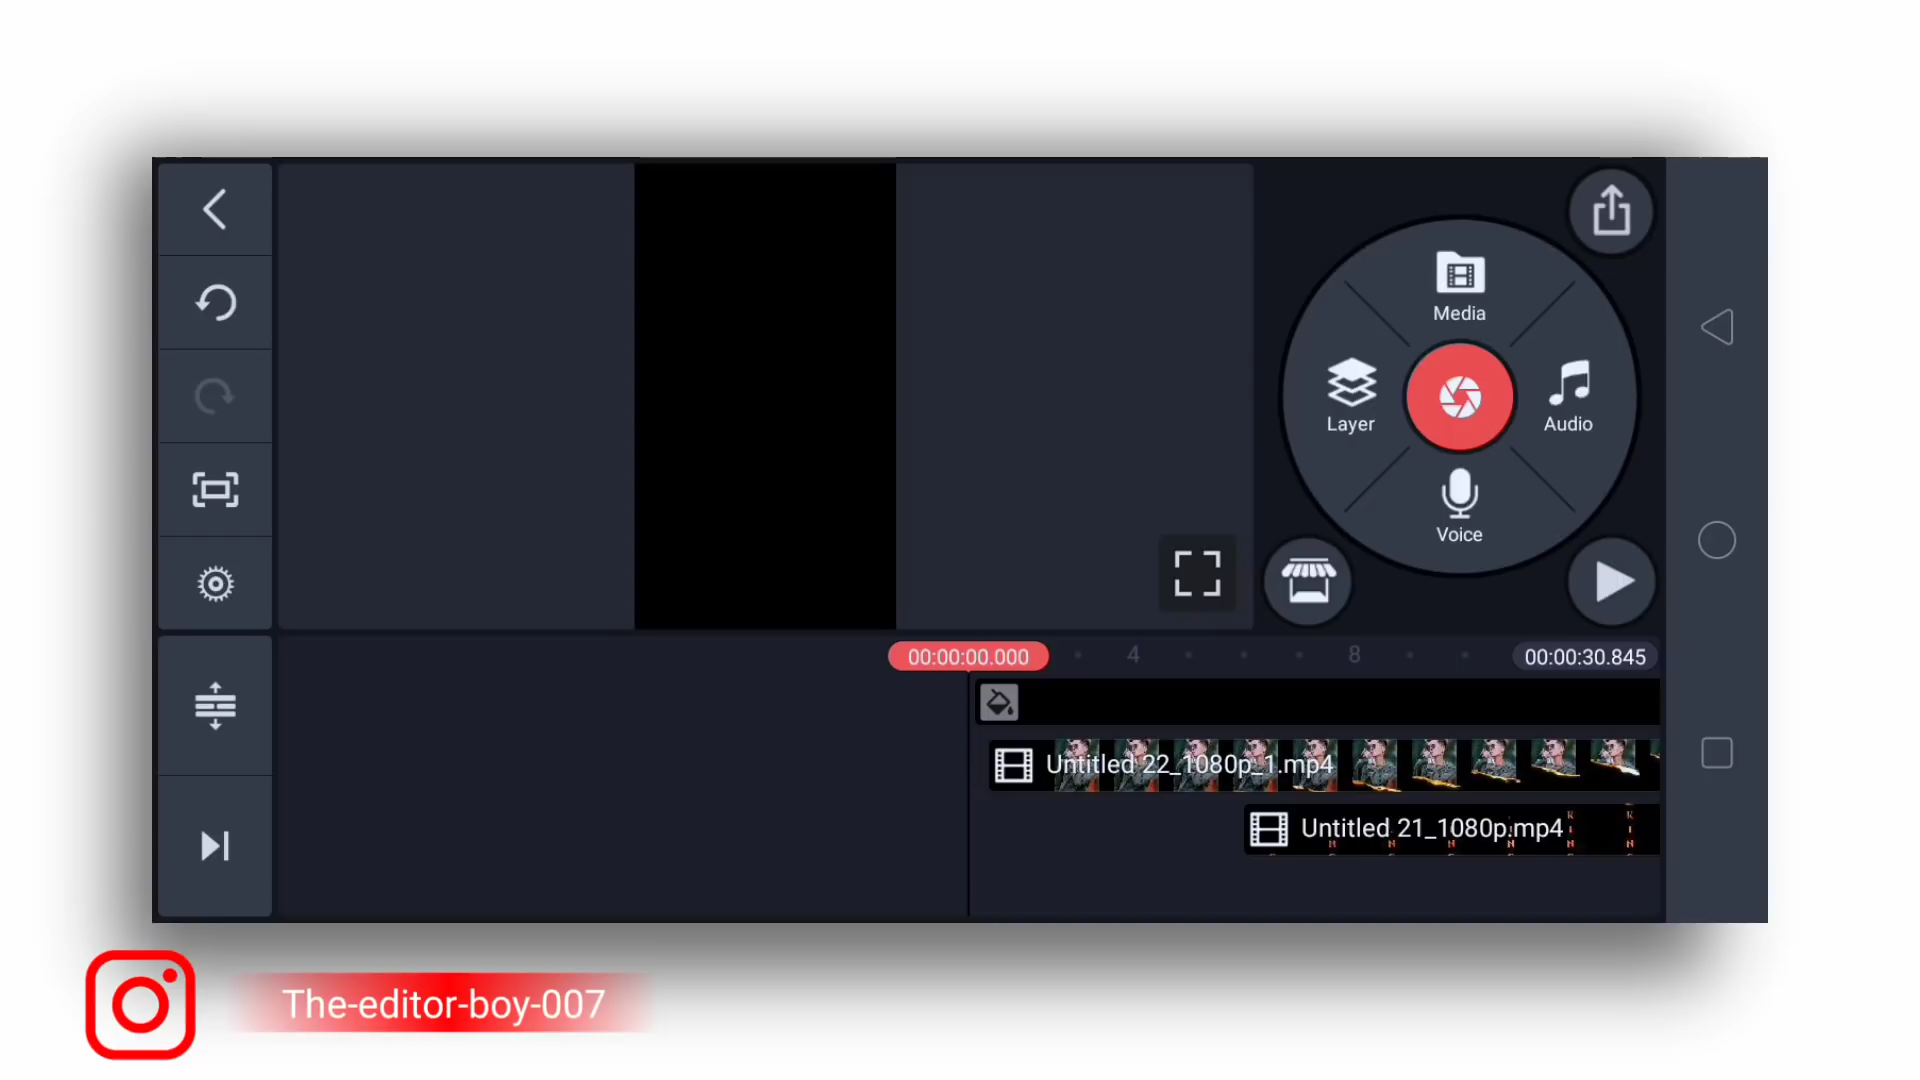 Media
Layer
Audio
Voice
00:00:00.000
4
8
00:00:30.845
Untitled 22_1080p_1.mp4
Untitled 21_1080p.mp4
The-editor-boy-007